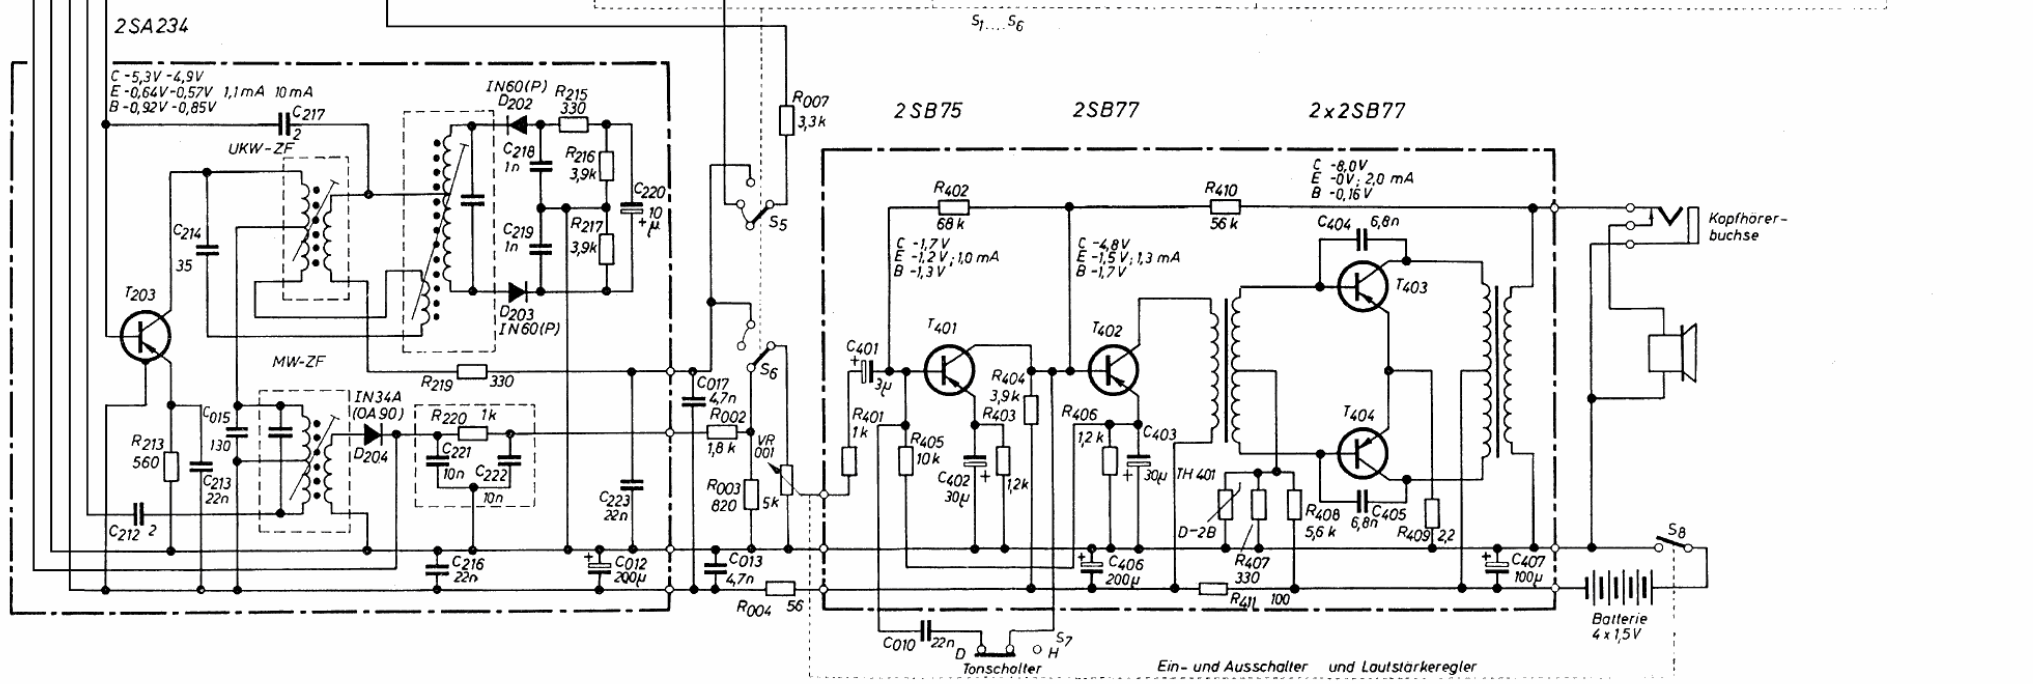 2SA234
S1....S6
C -5,3V -4,9V
E -0,64V -0,57V 1,1mA 10mA
B -0,92V -0,85V
C217
2
UKW-ZF
IN60(P)
D202
R215
330
C218
1n
R216
3,9k
C220
10
+ µ
C219
1n
R217
3,9k
D203
IN60(P)
C214
35
T203
MW-ZF
R219
330
IN34A
(OA90)
D204
R220
1k
C221
10n
C222
10n
C015
130
R213
560
C213
22n
C212 2
C223
22n
C216
22n
+
C012
200µ
C017
4,7n
R002
1,8k
R003
820
VR
001
5k
C013
4,7n
R004
56
R007
3,3k
S5
S6
2SB75
2SB77
2x2SB77
R402
68k
R410
56k
C -8,0V
E -0V; 2,0 mA
B -0,16V
C404
6,8n
C -1,7V
E -1,2V; 1,0 mA
B -1,3V
C -4,8V
E -1,5V; 1,3 mA
B -1,7V
T401
T402
T403
T404
C401
+
3µ
R401
1k
R404
3,9k
R403
1,2k
R405
10k
C402
30µ
+
R406
1,2k
C403
+
30µ
TH401
D-2B
R407
330
R408
5,6k
C405
6,8n
R409
2,2
+
C406
200µ
+
C407
100µ
R411
100
C010
22n
D
S7
H
Tonschalter
Ein- und Ausschalter und Lautstärkeregler
Kopfhörer-
buchse
S8
Batterie
4x1,5V